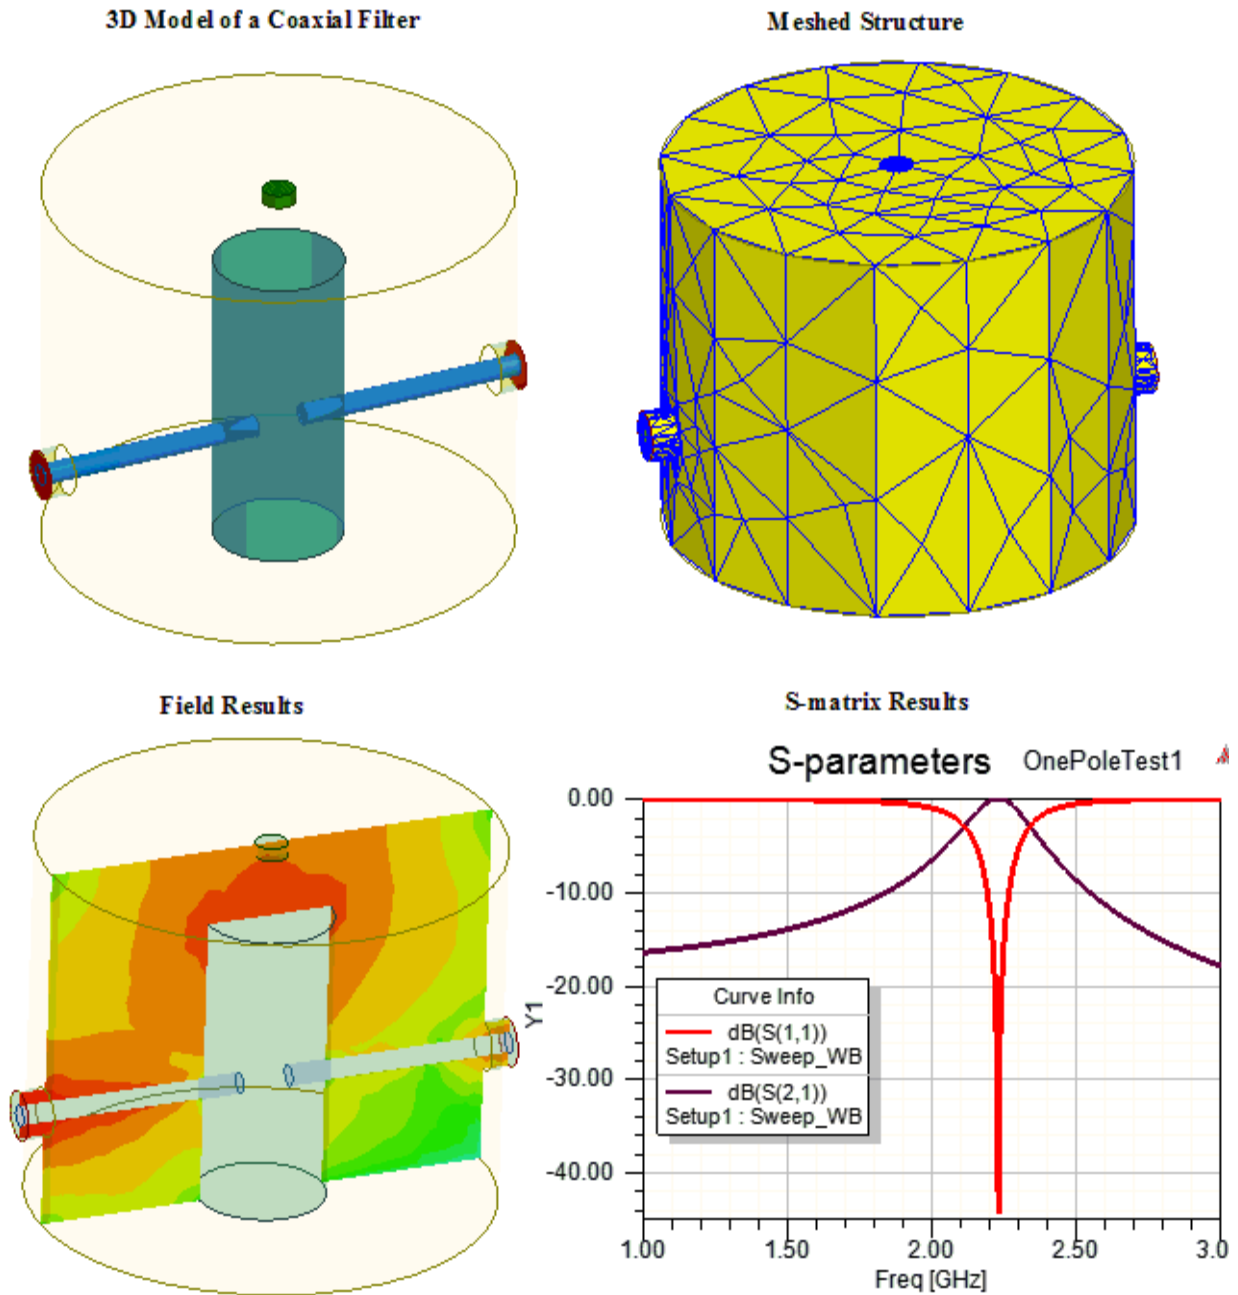 3D Model of a Coaxial Filter
Meshed Structure
Field Results
S-matrix Results
S-parameters OnePoleTest1
0.00
-10.00
-20.00
-30.00
-40.00
Y1
Curve Info
dB(S(1,1))
Setup1 : Sweep_WB
dB(S(2,1))
Setup1 : Sweep_WB
1.00 1.50 2.00 2.50 3.0
Freq [GHz]